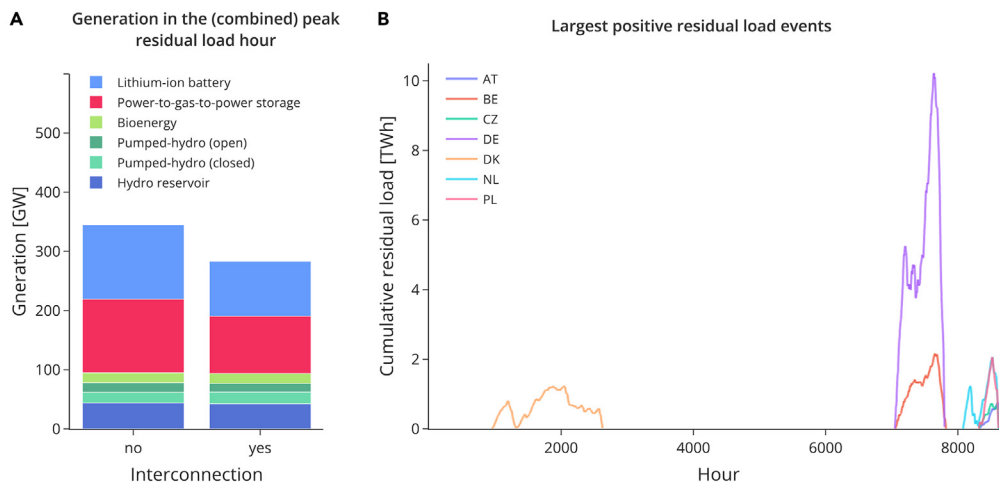 A
Generation in the (combined) peak
residual load hour
Lithium-ion battery
Power-to-gas-to-power storage
Bioenergy
Pumped-hydro (open)
Pumped-hydro (closed)
Hydro reservoir
Gneration [GW]
500
400
300
200
100
0
no
yes
Interconnection
B
Largest positive residual load events
AT
BE
CZ
DE
DK
NL
PL
Cumulative residual load [TWh]
10
8
6
4
2
0
2000
4000
6000
8000
Hour